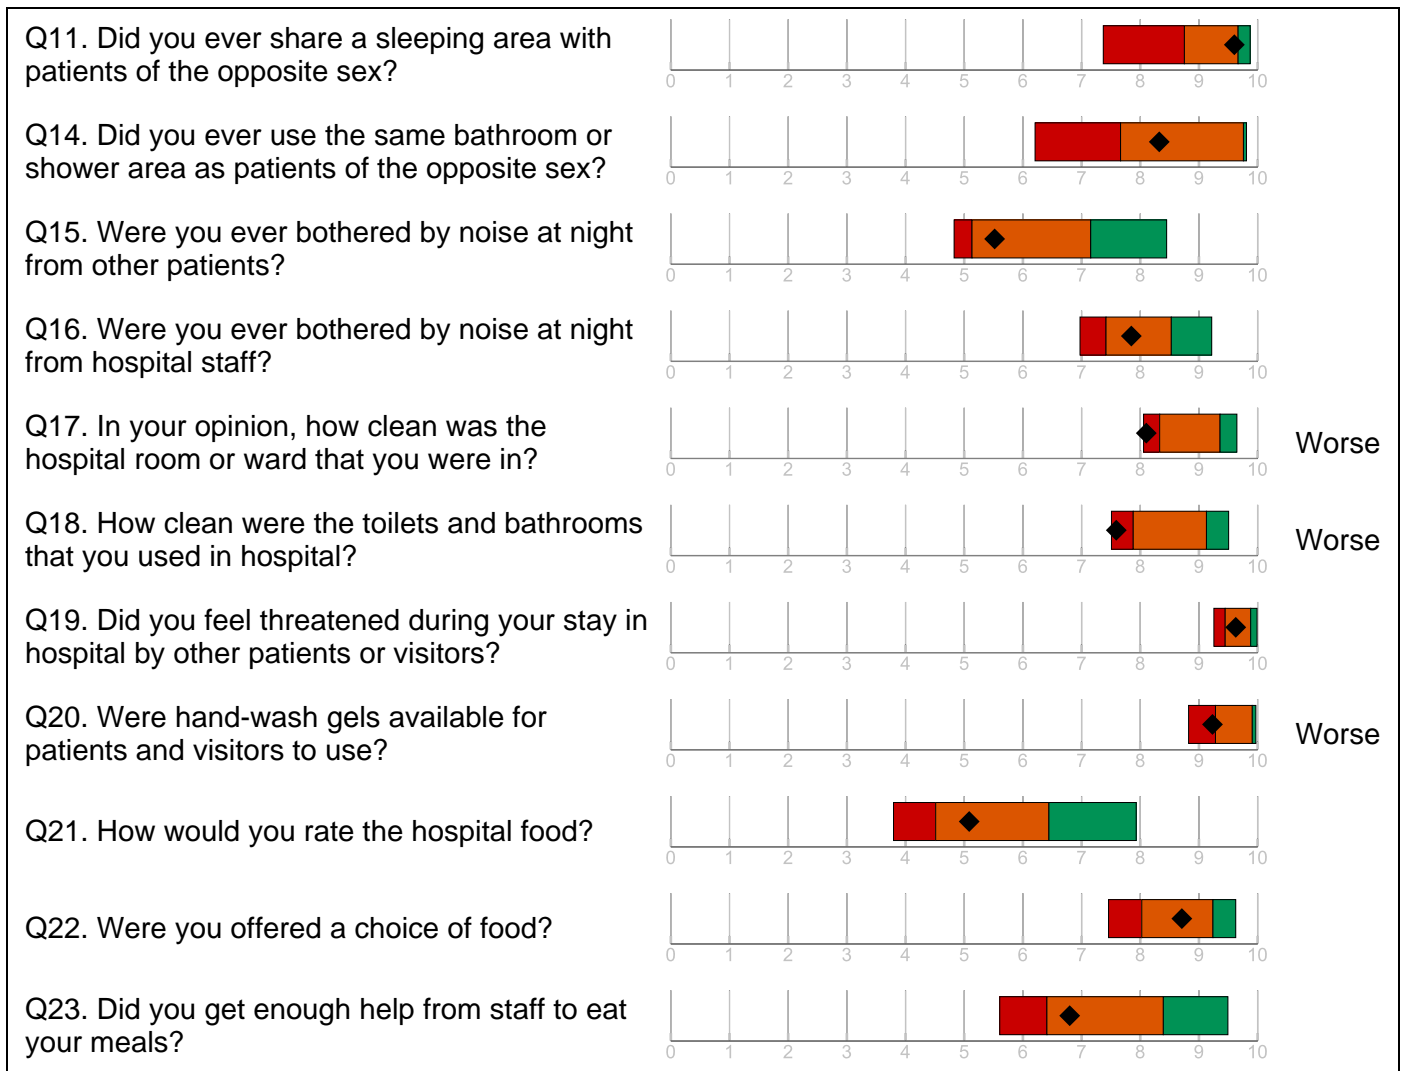 Q11. Did you ever share a sleeping area with
patients of the opposite sex?
0 1 2 3 4 5 6 7 8 9 10
Q14. Did you ever use the same bathroom or
shower area as patients of the opposite sex?
0 1 2 3 4 5 6 7 8 9 10
Q15. Were you ever bothered by noise at night
from other patients?
0 1 2 3 4 5 6 7 8 9 10
Q16. Were you ever bothered by noise at night
from hospital staff?
0 1 2 3 4 5 6 7 8 9 10
Q17. In your opinion, how clean was the
hospital room or ward that you were in?
Worse
0 1 2 3 4 5 6 7 8 9 10
Q18. How clean were the toilets and bathrooms
that you used in hospital?
Worse
0 1 2 3 4 5 6 7 8 9 10
Q19. Did you feel threatened during your stay in
hospital by other patients or visitors?
0 1 2 3 4 5 6 7 8 9 10
Q20. Were hand-wash gels available for
patients and visitors to use?
Worse
0 1 2 3 4 5 6 7 8 9 10
Q21. How would you rate the hospital food?
0 1 2 3 4 5 6 7 8 9 10
Q22. Were you offered a choice of food?
0 1 2 3 4 5 6 7 8 9 10
Q23. Did you get enough help from staff to eat
your meals?
0 1 2 3 4 5 6 7 8 9 10